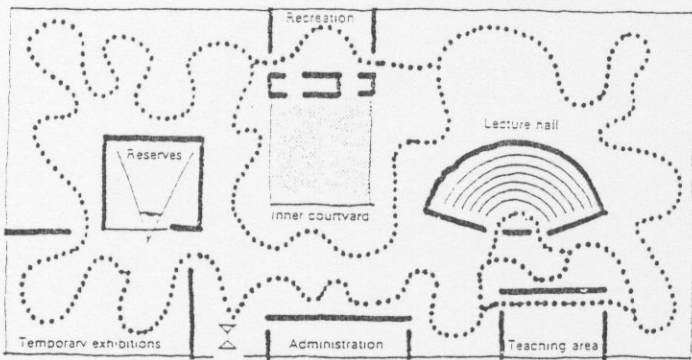 Recreation
Lecture hall
Reserves
Inner courtyard
Temporary exhibitions
Administration
Teaching area